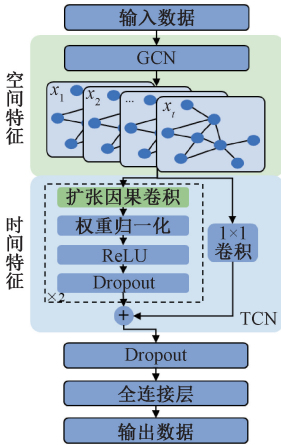 输入数据
GCN
空间特征
x1
x2
...
xt
扩张因果卷积
权重归一化
ReLU
Dropout
×2
1×1
卷积
+
TCN
时间特征
Dropout
全连接层
输出数据